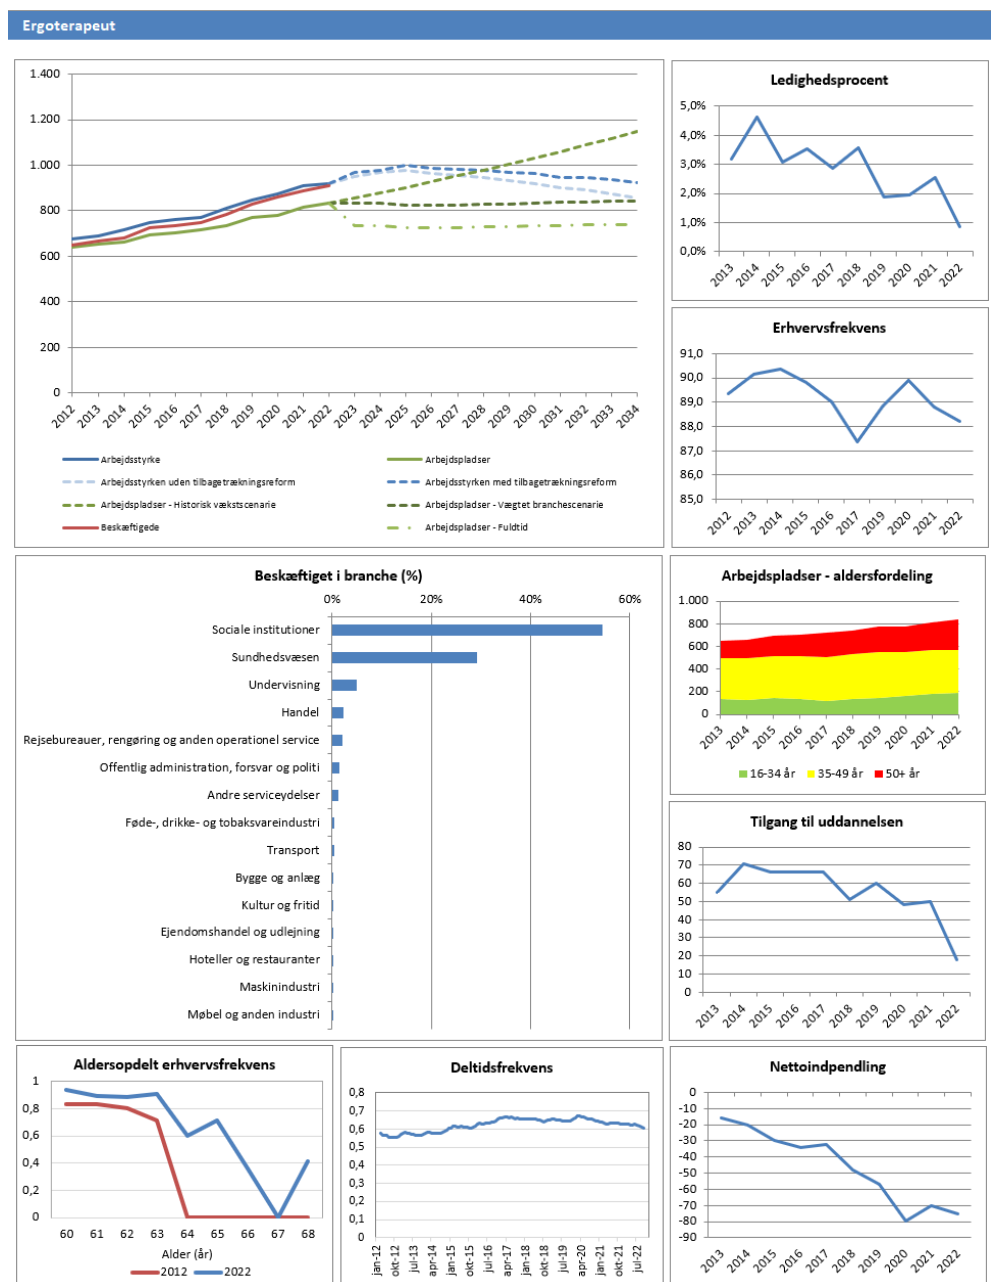 Ergoterapeut
1.400
1.200
1.000
800
600
400
200
0
2012 2013 2014 2015 2016 2017 2018 2019 2020 2021 2022 2023 2024 2025 2026 2027 2028 2029 2030 2031 2032 2033 2034
Arbejdsstyrke Arbejdspladser
Arbejdsstyrken uden tilbagetrækningsreform Arbejdsstyrken med tilbagetrækningsreform
Arbejdspladser - Historisk vækstscenarie Arbejdspladser - Vægtet branchescenarie
Beskæftigede Arbejdspladser - Fuldtid
Ledighedsprocent
5,0%
4,0%
3,0%
2,0%
1,0%
0,0%
2013 2014 2015 2016 2017 2018 2019 2020 2021 2022
Erhvervsfrekvens
91,0
90,0
89,0
88,0
87,0
86,0
85,0
2012 2013 2014 2015 2016 2017 2018 2019 2020 2021 2022
Beskæftiget i branche (%)
0% 20% 40% 60%
Sociale institutioner
Sundhedsvæsen
Undervisning
Handel
Rejsebureauer, rengøring og anden operationel service
Offentlig administration, forsvar og politi
Andre serviceydelser
Føde-, drikke- og tobaksvareindustri
Transport
Bygge og anlæg
Kultur og fritid
Ejendomshandel og udlejning
Hoteller og restauranter
Maskinindustri
Møbel og anden industri
Arbejdspladser - aldersfordeling
1.000
800
600
400
200
0
2013 2014 2015 2016 2017 2018 2019 2020 2021 2022
16-34 år 35-49 år 50+ år
Tilgang til uddannelsen
80
70
60
50
40
30
20
10
0
2013 2014 2015 2016 2017 2018 2019 2020 2021 2022
Aldersopdelt erhvervsfrekvens
1
0,8
0,6
0,4
0,2
0
60 61 62 63 64 65 66 67 68
Alder (år)
2012 2022
Deltidsfrekvens
0,8
0,7
0,6
0,5
0,4
0,3
0,2
0,1
0
jan-12 okt-12 jul-13 apr-14 jan-15 okt-15 jul-16 apr-17 jan-18 okt-18 jul-19 apr-20 jan-21 okt-21 jul-22
Nettoindpendling
0
-10
-20
-30
-40
-50
-60
-70
-80
-90
2013 2014 2015 2016 2017 2018 2019 2020 2021 2022